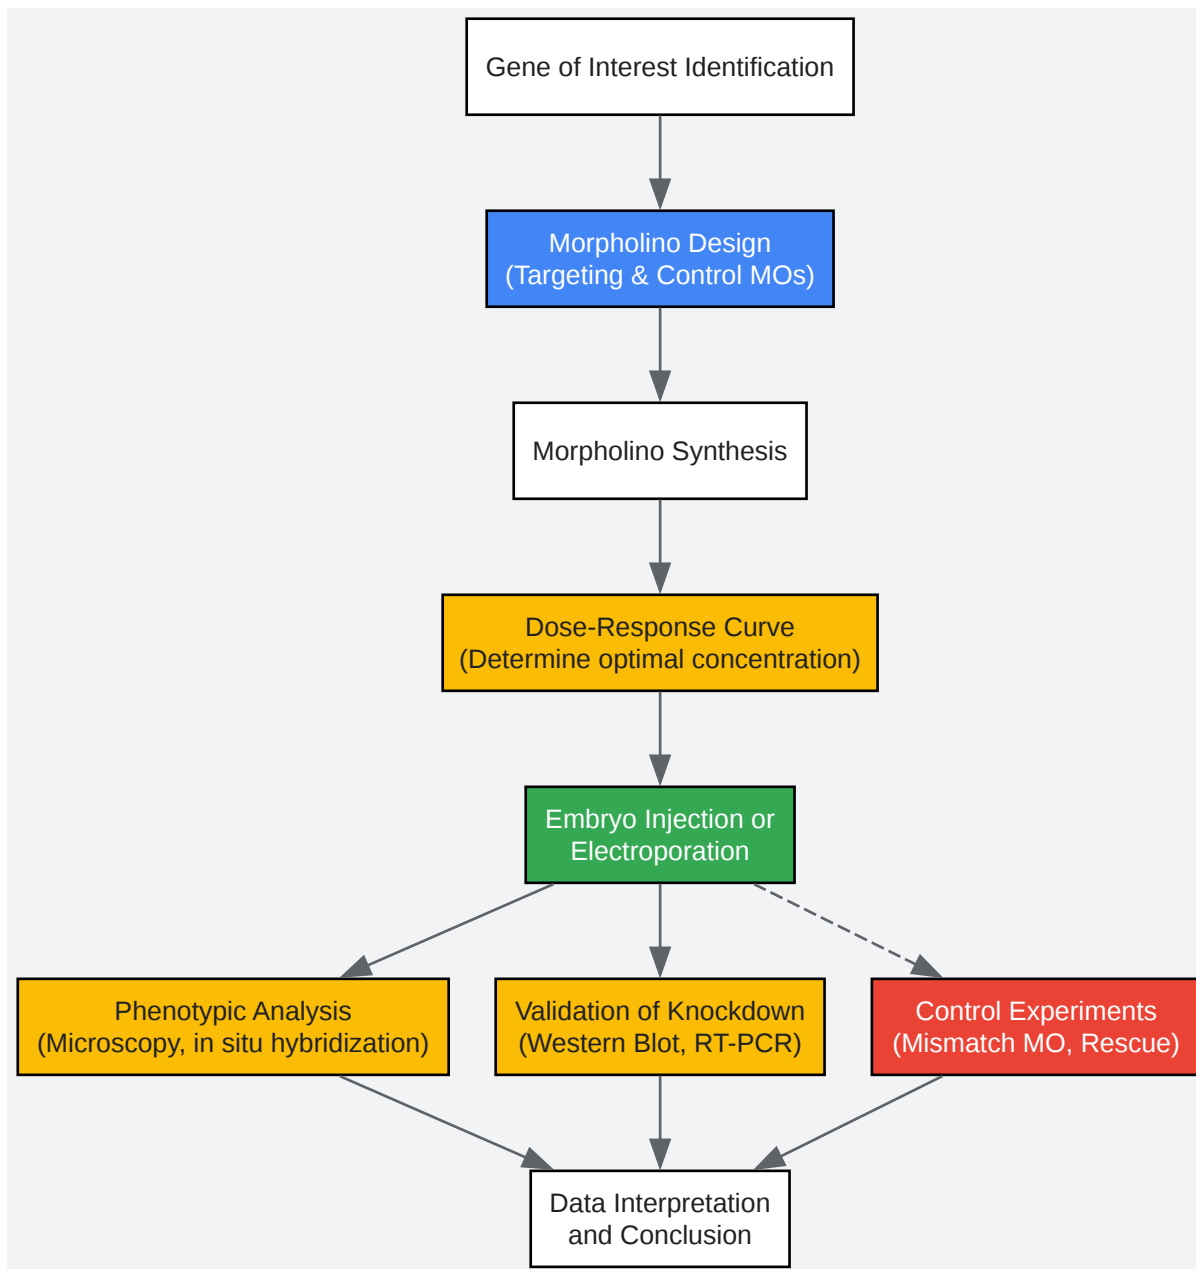 Gene of Interest Identification
Morpholino Design
(Targeting & Control MOs)
Morpholino Synthesis
Dose-Response Curve
(Determine optimal concentration)
Embryo Injection or
Electroporation
Phenotypic Analysis
(Microscopy, in situ hybridization)
Validation of Knockdown
(Western Blot, RT-PCR)
Control Experiments
(Mismatch MO, Rescue)
Data Interpretation
and Conclusion